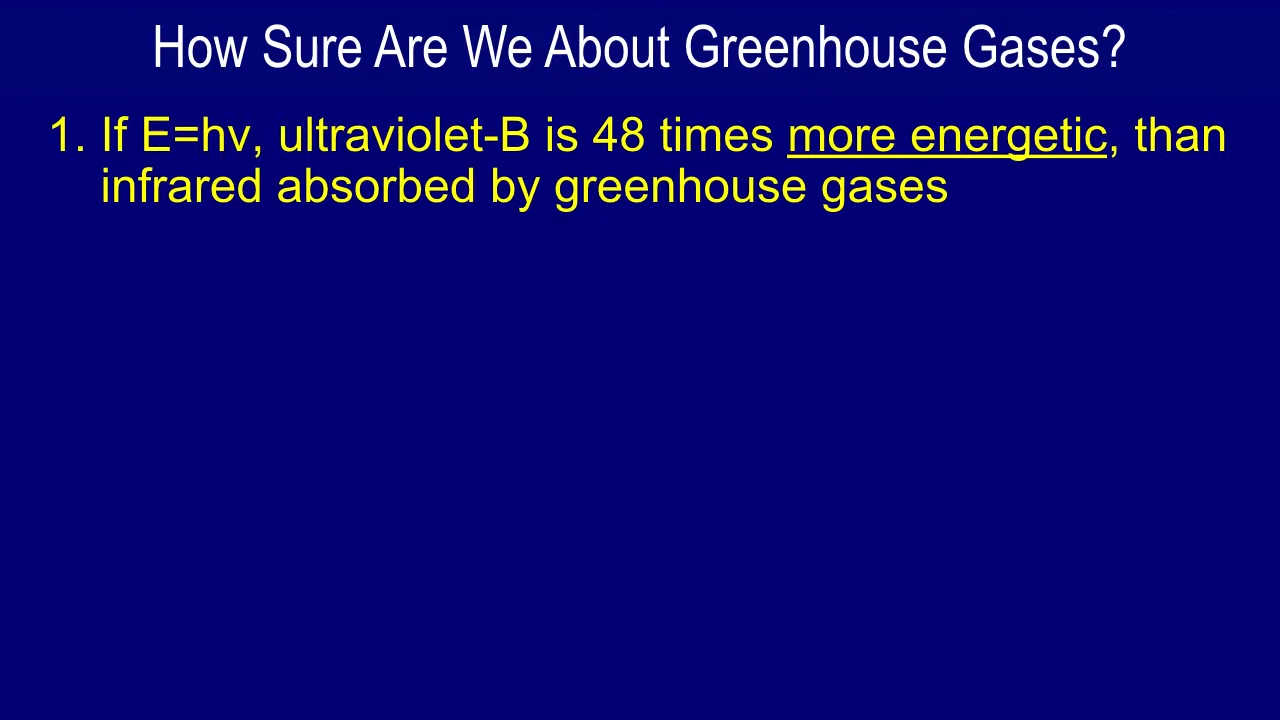 How Sure Are We About Greenhouse Gases?
1. If E=hv, ultraviolet-B is 48 times more energetic, than
infrared absorbed by greenhouse gases